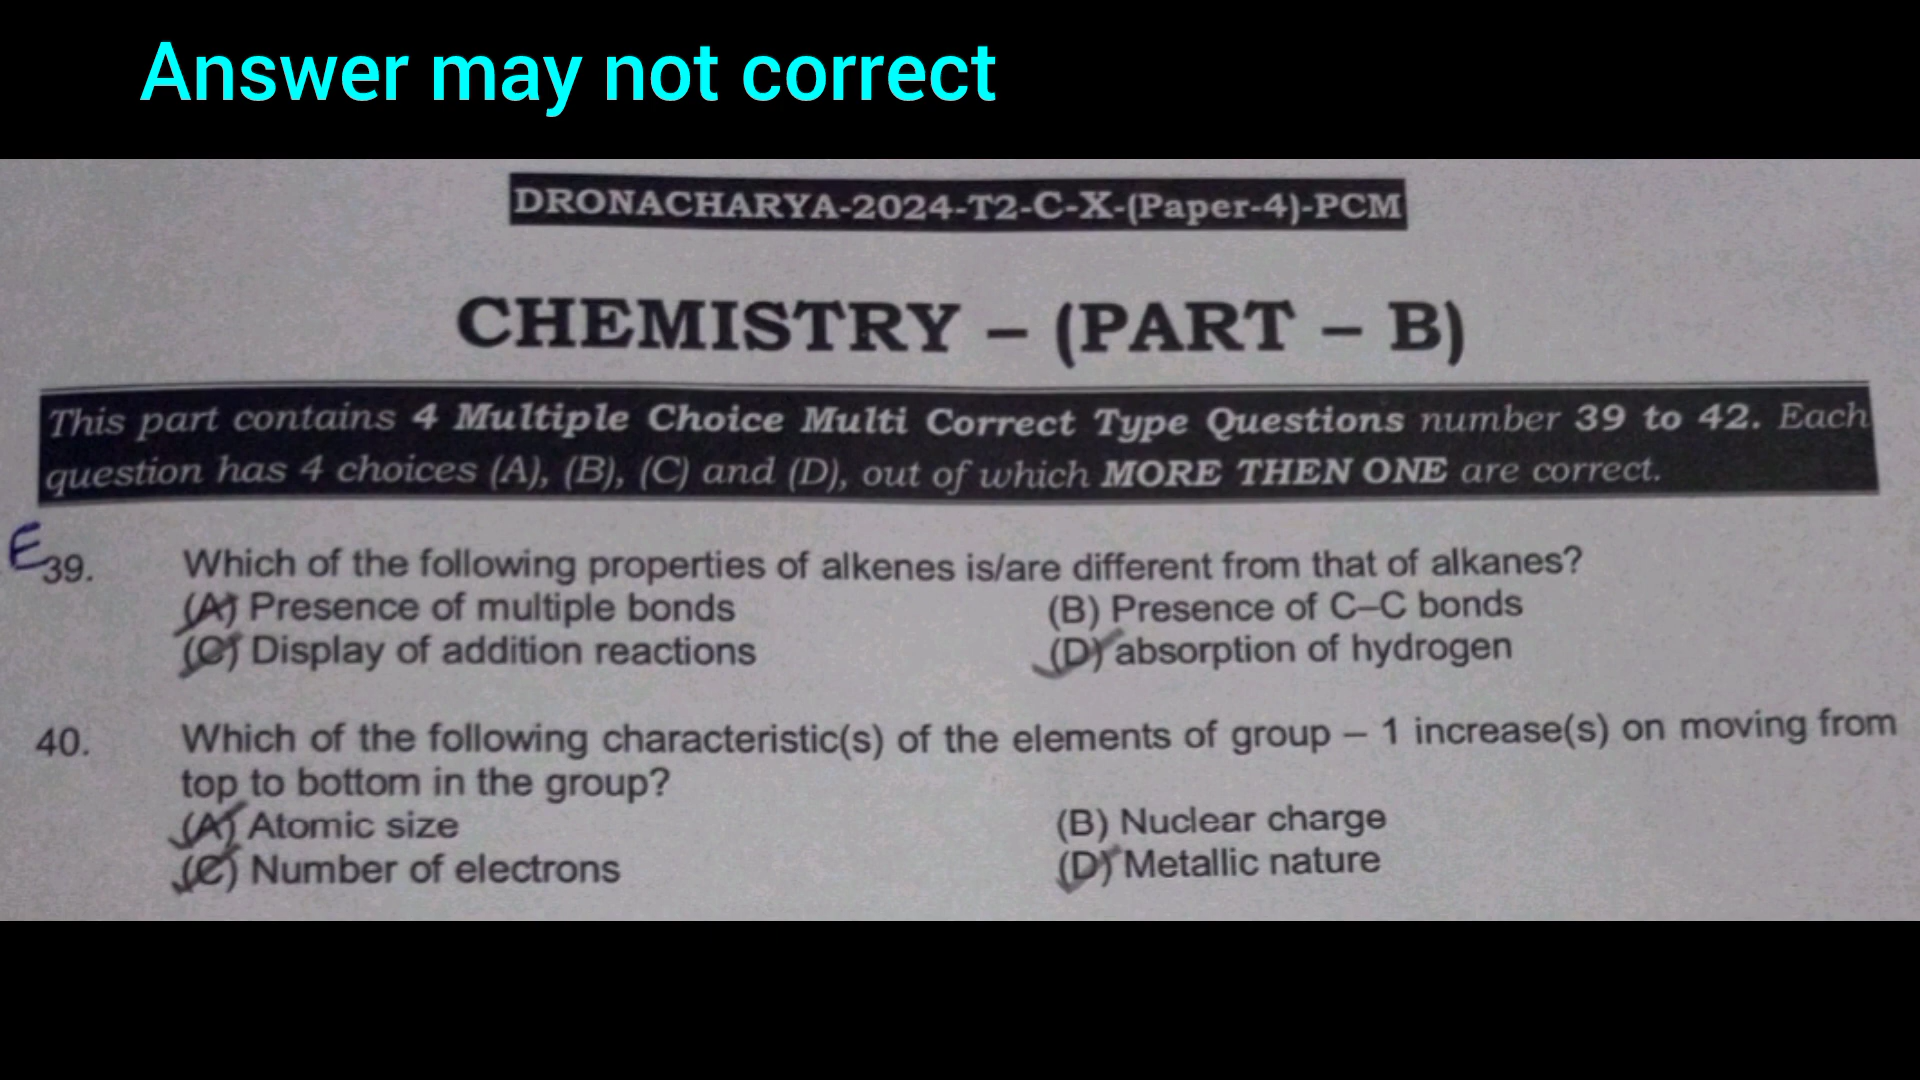 Answer may not correct
DRONACHARYA-2024-T2-C-X-(Paper-4)-PCM
CHEMISTRY – (PART – B)
This part contains 4 Multiple Choice Multi Correct Type Questions number 39 to 42. Each
question has 4 choices (A), (B), (C) and (D), out of which MORE THEN ONE are correct.
E
39. Which of the following properties of alkenes is/are different from that of alkanes?
(A) Presence of multiple bonds (B) Presence of C–C bonds
(C) Display of addition reactions (D) absorption of hydrogen
40. Which of the following characteristic(s) of the elements of group – 1 increase(s) on moving from
top to bottom in the group?
(A) Atomic size (B) Nuclear charge
(C) Number of electrons (D) Metallic nature